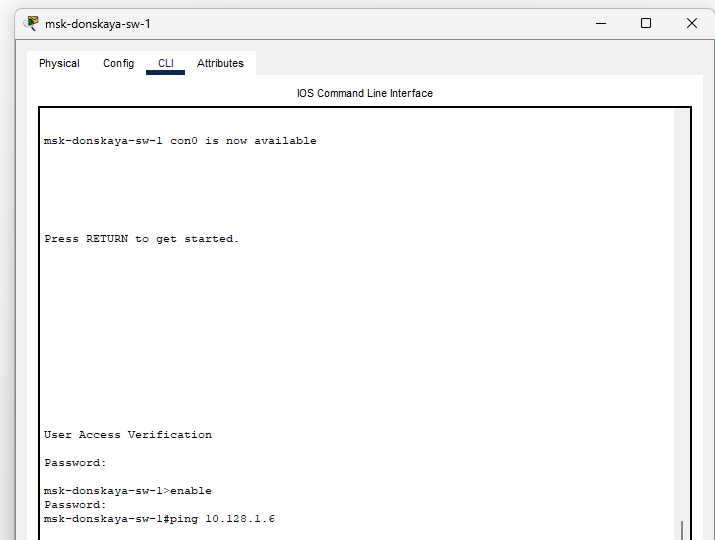 msk-donskaya-sw-1
Physical Config CLI Attributes
IOS Command Line Interface
msk-donskaya-sw-1 con0 is now available
Press RETURN to get started.
User Access Verification
Password:
msk-donskaya-sw-1>enable
Password:
msk-donskaya-sw-1#ping 10.128.1.6